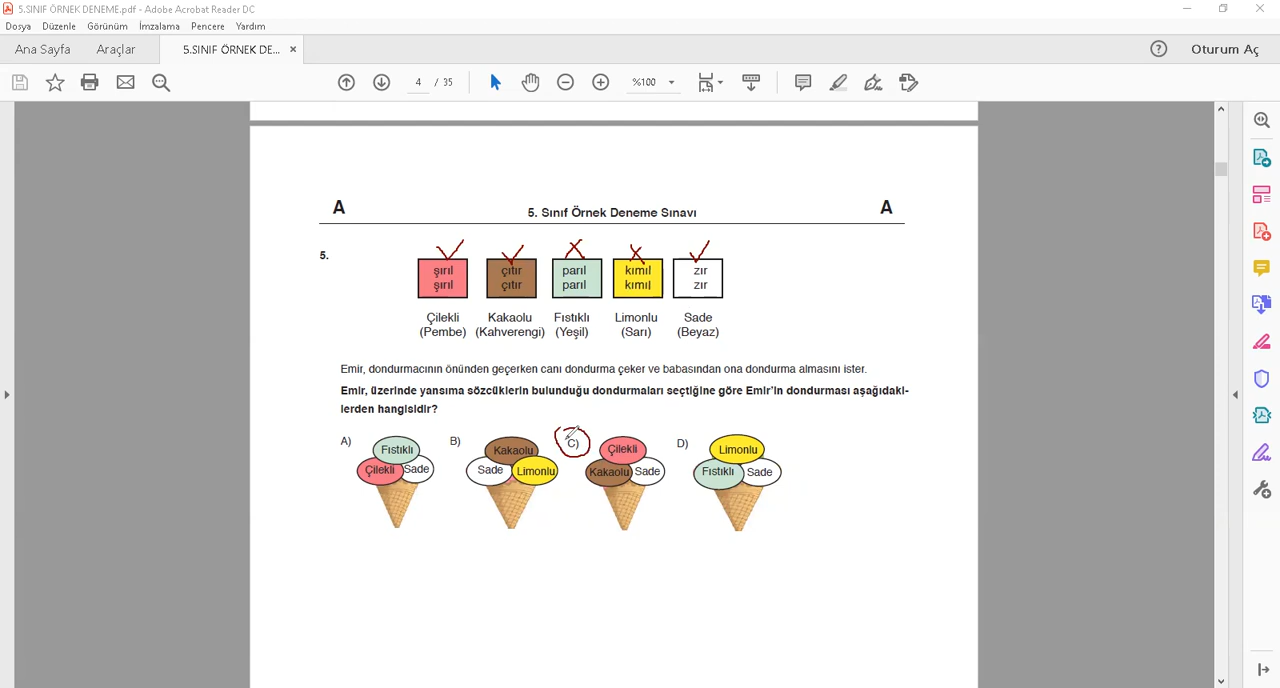 5.SINIF ÖRNEK DENEME.pdf - Adobe Acrobat Reader DC
Dosya Düzenle Görünüm İmzalama Pencere Yardım
Ana Sayfa Araçlar 5.SINIF ÖRNEK DE... × Oturum Aç
4 / 35 %100
A 5. Sınıf Örnek Deneme Sınavı A
5.
şırıl çıtır parıl kımıl zır
şırıl çıtır parıl kımıl zır
Çilekli Kakaolu Fıstıklı Limonlu Sade
(Pembe) (Kahverengi) (Yeşil) (Sarı) (Beyaz)
Emir, dondurmacının önünden geçerken canı dondurma çeker ve babasından ona dondurma almasını ister.
Emir, üzerinde yansıma sözcüklerin bulunduğu dondurmaları seçtiğine göre Emir'in dondurması aşağıdaki-
lerden hangisidir?
A) Fıstıklı Çilekli Sade
B) Kakaolu Sade Limonlu
C) Çilekli Kakaolu Sade
D) Limonlu Fıstıklı Sade